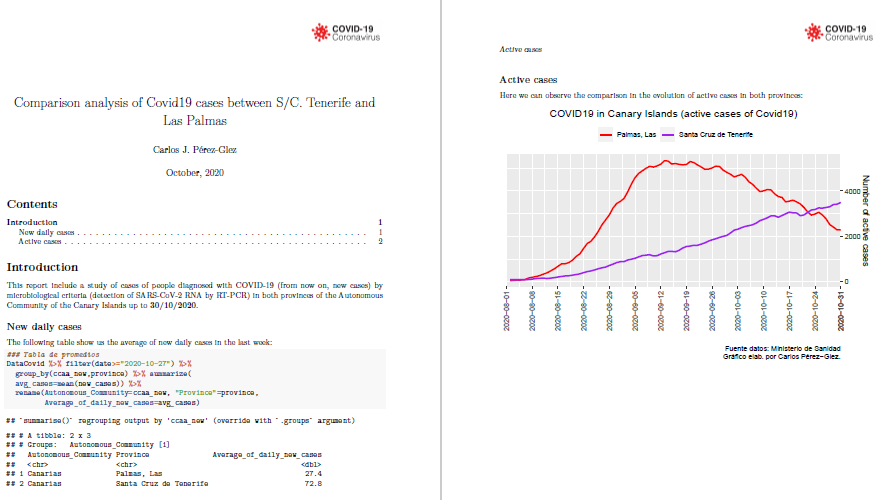 COVID-19
Coronavirus
Comparison analysis of Covid19 cases between S/C. Tenerife and
Las Palmas
Carlos J. Pérez-Glez
October, 2020
Contents
Introduction 1
New daily cases . . . . . . . . . . . . . . . . . . . . . . . . . . . . . . . . . . . . . . . . 1
Active cases . . . . . . . . . . . . . . . . . . . . . . . . . . . . . . . . . . . . . . . . . . 2
Introduction
This report include a study of cases of people diagnosed with COVID-19 (from now on, new cases) by
microbiological criteria (detection of SARS-CoV-2 RNA by RT-PCR) in both provinces of the Autonomous
Community of the Canary Islands up to 30/10/2020.
New daily cases
The following table show us the average of new daily cases in the last week:
### Tabla de promedios
DataCovid %>% filter(date>="2020-10-27") %>%
group_by(ccaa_new,province) %>% summarize(
avg_cases=mean(new_cases)) %>%
rename(Autonomous_Community=ccaa_new, "Province"=province,
Average_of_daily_new_cases=avg_cases)
## `summarise()` regrouping output by 'ccaa_new' (override with `.groups` argument)
## # A tibble: 2 x 3
## # Groups: Autonomous_Community [1]
## Autonomous_Community Province Average_of_daily_new_cases
## <chr> <chr> <dbl>
## 1 Canarias Palmas, Las 27.4
## 2 Canarias Santa Cruz de Tenerife 72.8
COVID-19
Coronavirus
Active cases
Active cases
Here we can observe the comparison in the evolution of active cases in both provinces:
COVID19 in Canary Islands (active cases of Covid19)
Palmas, Las Santa Cruz de Tenerife
4000
2000
0
Number of active cases
2020-08-01
2020-08-08
2020-08-15
2020-08-22
2020-08-29
2020-09-05
2020-09-12
2020-09-19
2020-09-26
2020-10-03
2020-10-10
2020-10-17
2020-10-24
2020-10-31
Fuente datos: Ministerio de Sanidad
Gráfico elab. por Carlos Pérez-Glez.